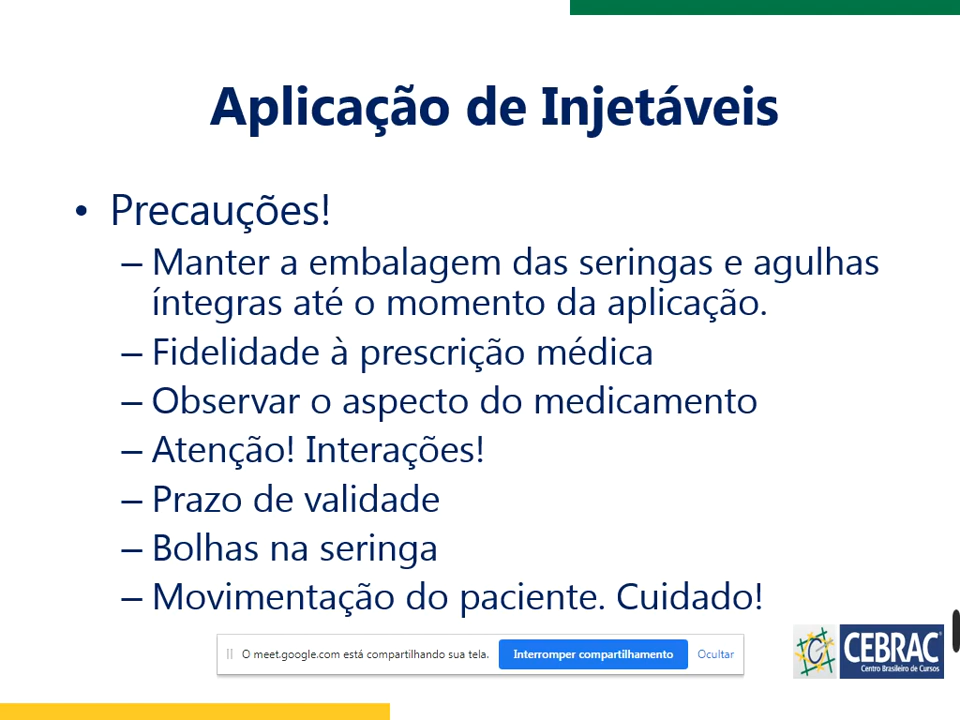 Aplicação de Injetáveis
• Precauções!
– Manter a embalagem das seringas e agulhas
íntegras até o momento da aplicação.
– Fidelidade à prescrição médica
– Observar o aspecto do medicamento
– Atenção! Interações!
– Prazo de validade
– Bolhas na seringa
– Movimentação do paciente. Cuidado!
O meet.google.com está compartilhando sua tela. Interromper compartilhamento Ocultar
CEBRAC
Centro Brasileiro de Cursos